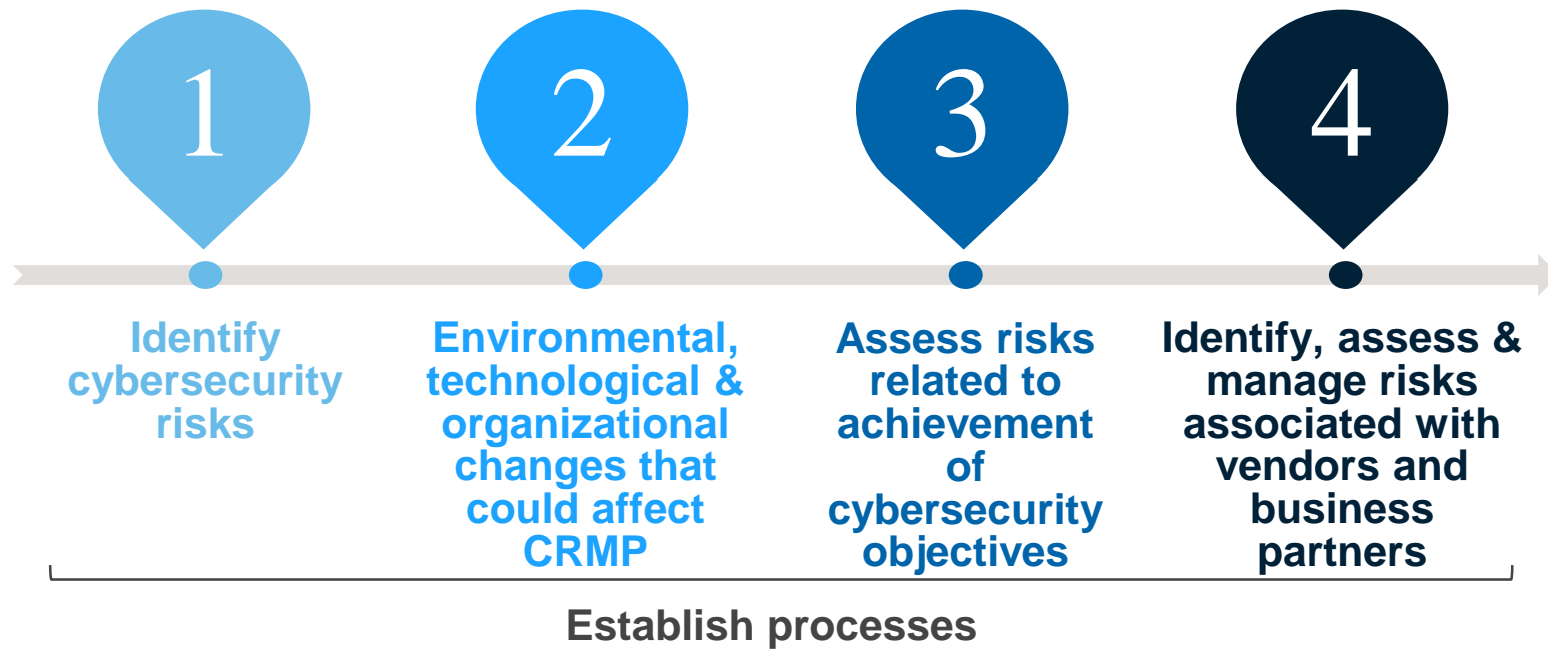 1
Identify
cybersecurity
risks
2
Environmental,
technological &
organizational
changes that
could affect
CRMP
3
Assess risks
related to
achievement
of
cybersecurity
objectives
4
Identify, assess &
manage risks
associated with
vendors and
business
partners
Establish processes